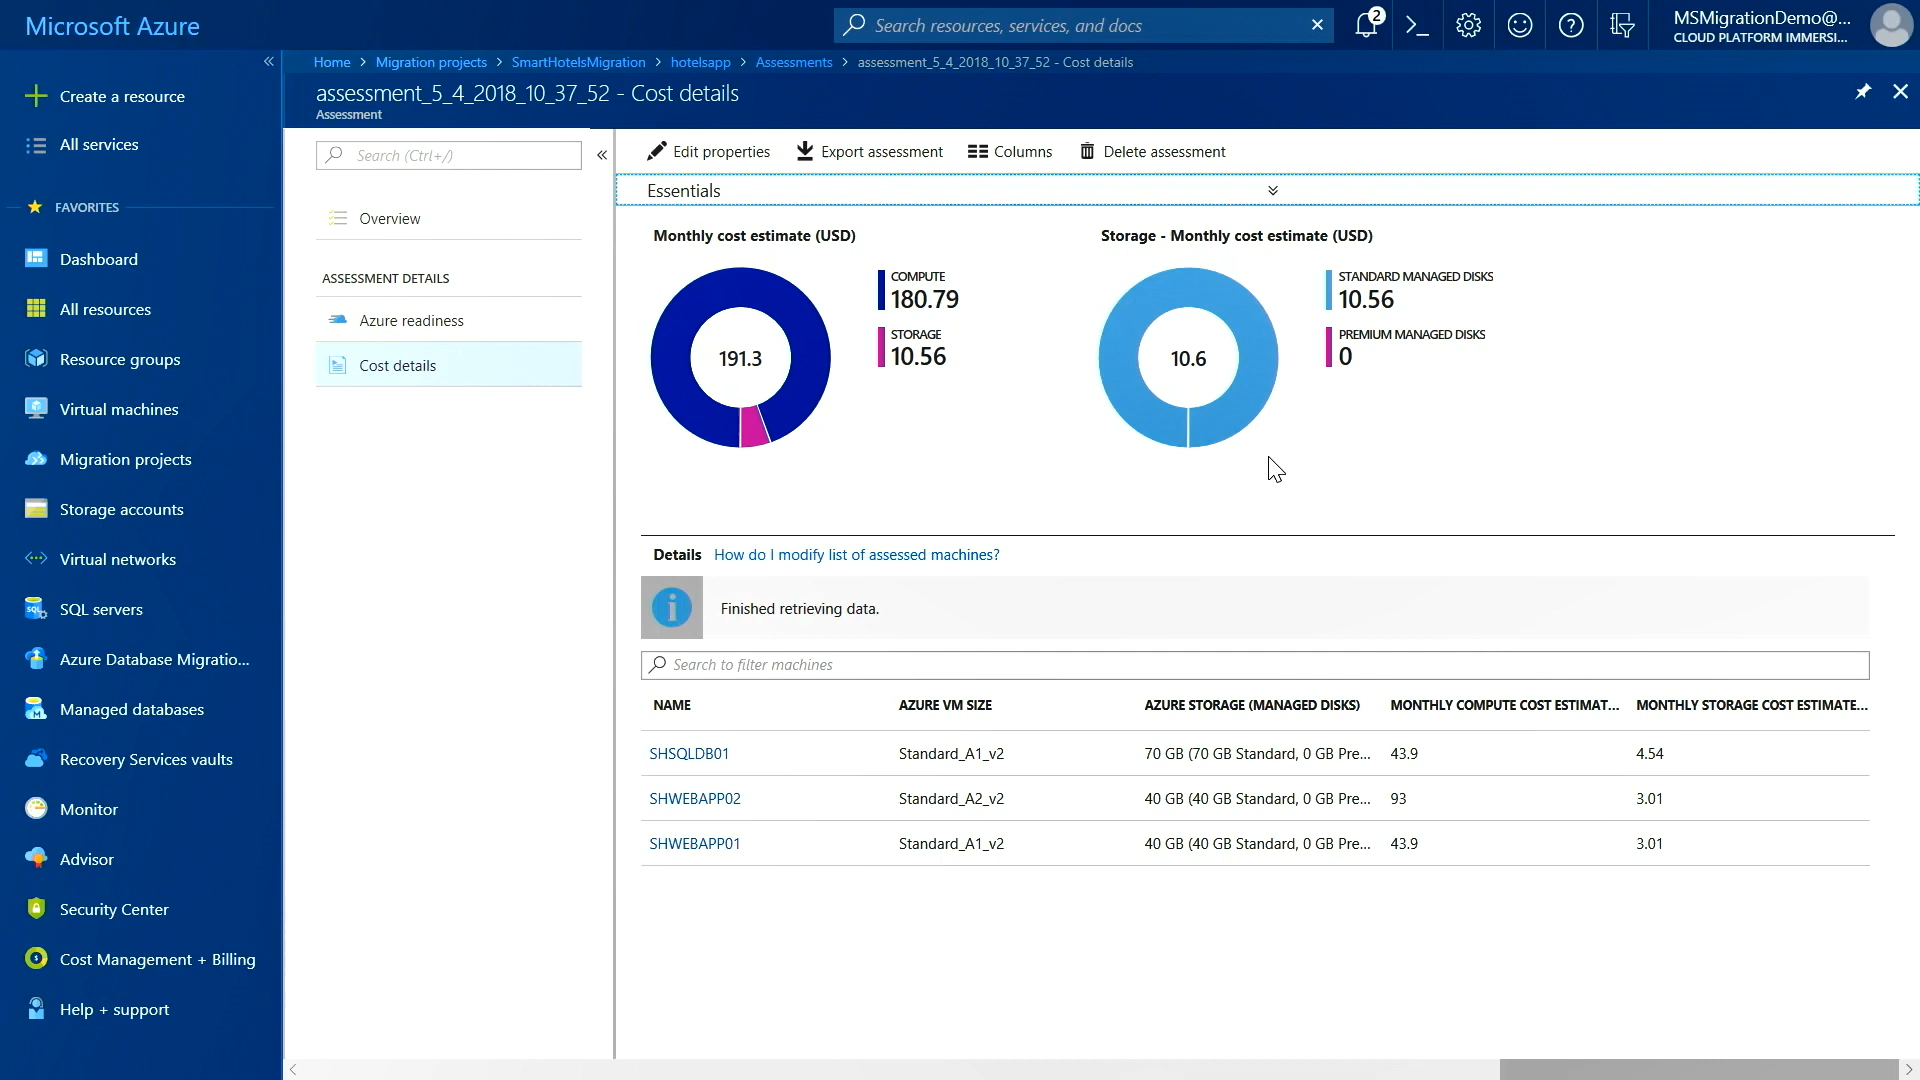 Microsoft Azure
Search resources, services, and docs
2
MSMigrationDemo@...
CLOUD PLATFORM IMMERSI...
Home > Migration projects > SmartHotelsMigration > hotelsapp > Assessments > assessment_5_4_2018_10_37_52 - Cost details
assessment_5_4_2018_10_37_52 - Cost details
Assessment
Create a resource
All services
FAVORITES
Dashboard
All resources
Resource groups
Virtual machines
Migration projects
Storage accounts
Virtual networks
SQL servers
Azure Database Migratio...
Managed databases
Recovery Services vaults
Monitor
Advisor
Security Center
Cost Management + Billing
Help + support
Search (Ctrl+/)
Overview
ASSESSMENT DETAILS
Azure readiness
Cost details
Edit properties
Export assessment
Columns
Delete assessment
Essentials
Monthly cost estimate (USD)
191.3
COMPUTE
180.79
STORAGE
10.56
Storage - Monthly cost estimate (USD)
10.6
STANDARD MANAGED DISKS
10.56
PREMIUM MANAGED DISKS
0
Details How do I modify list of assessed machines?
Finished retrieving data.
Search to filter machines
NAME AZURE VM SIZE AZURE STORAGE (MANAGED DISKS) MONTHLY COMPUTE COST ESTIMAT... MONTHLY STORAGE COST ESTIMATE...
SHSQLDB01 Standard_A1_v2 70 GB (70 GB Standard, 0 GB Pre... 43.9 4.54
SHWEBAPP02 Standard_A2_v2 40 GB (40 GB Standard, 0 GB Pre... 93 3.01
SHWEBAPP01 Standard_A1_v2 40 GB (40 GB Standard, 0 GB Pre... 43.9 3.01